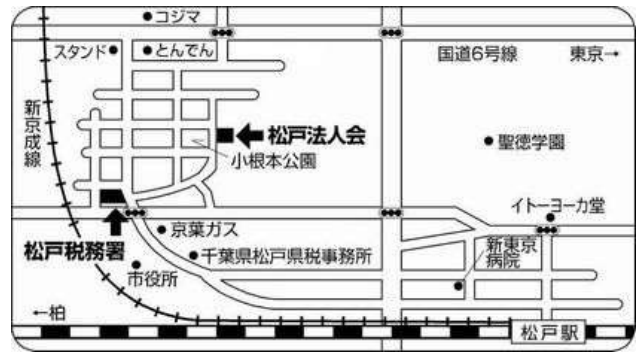 コジマ
スタンド
とんでん
国道6号線
東京→
新京成線
松戸法人会
小根本公園
聖徳学園
イトーヨーカ堂
松戸税務署
京葉ガス
千葉県松戸県税事務所
市役所
新東京
病院
←柏
松戸駅